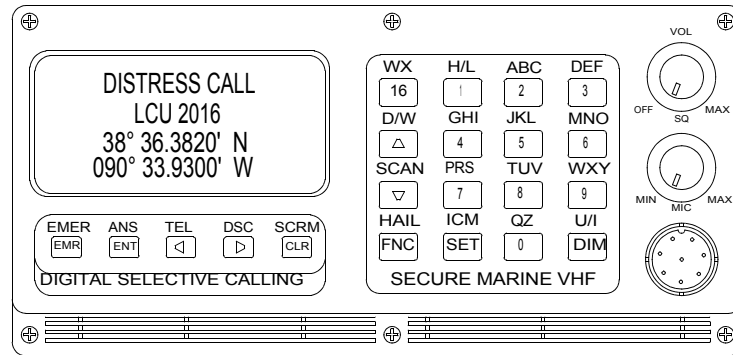 DISTRESS CALL
LCU 2016
38° 36.3820' N
090° 33.9300' W
EMER ANS TEL DSC SCRM
EMR ENT CLR
DIGITAL SELECTIVE CALLING
WX H/L ABC DEF
16 1 2 3
D/W GHI JKL MNO
4 5 6
SCAN PRS TUV WXY
7 8 9
HAIL ICM QZ U/I
FNC SET 0 DIM
SECURE MARINE VHF
VOL
OFF SQ MAX
MIN MIC MAX